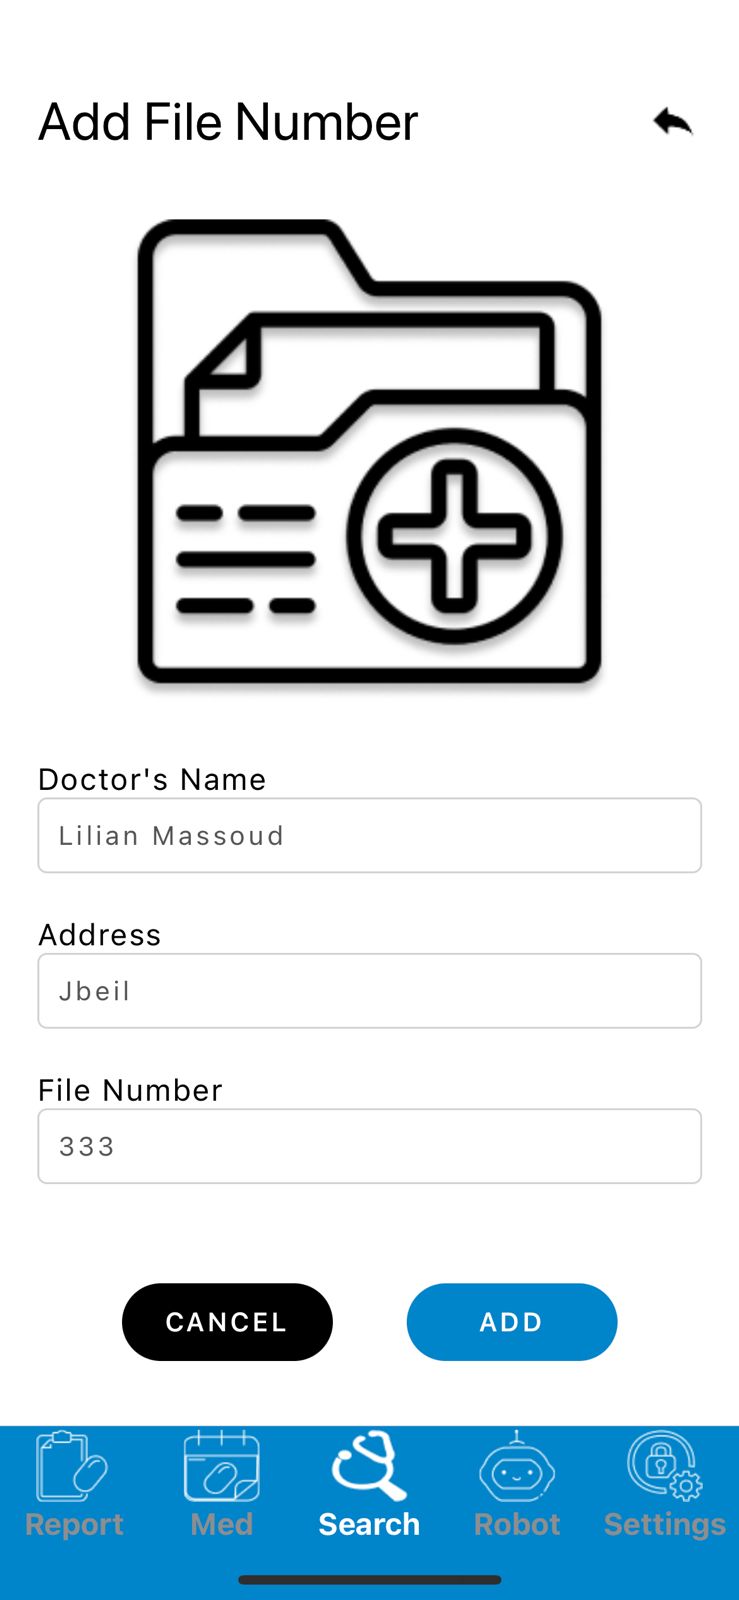 Add File Number
Doctor's Name
Lilian Massoud
Address
Jbeil
File Number
333
CANCEL ADD
Report Med Search Robot Settings